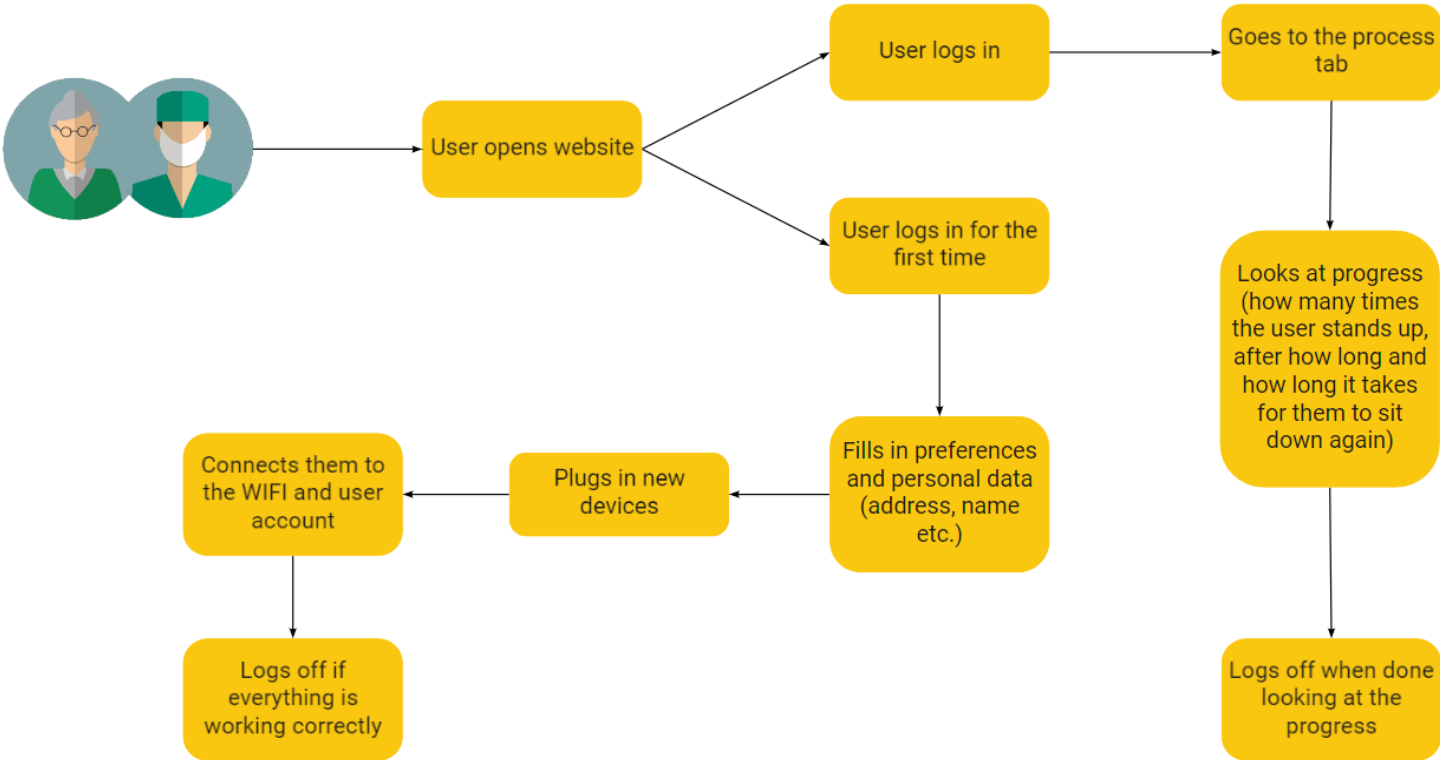 User opens website
User logs in
Goes to the process
tab
User logs in for the
first time
Looks at progress
(how many times
the user stands up,
after how long and
how long it takes
for them to sit
down again)
Fills in preferences
and personal data
(address, name
etc.)
Plugs in new
devices
Connects them to
the WIFI and user
account
Logs off if
everything is
working correctly
Logs off when done
looking at the
progress